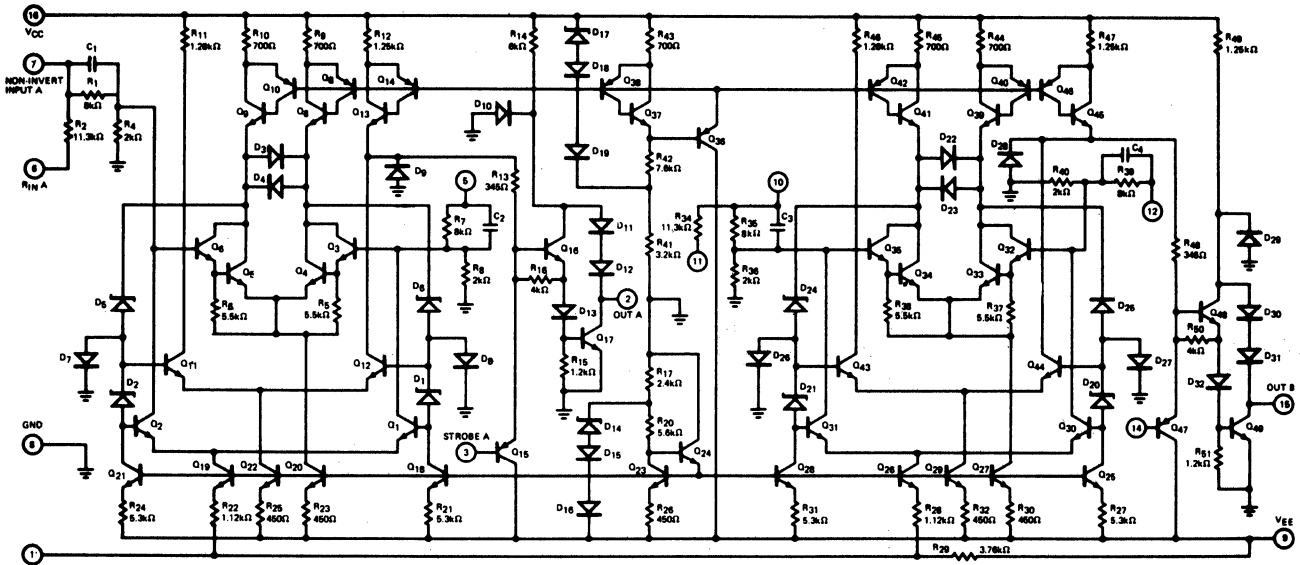 16
VCC
7
NON-INVERT
INPUT A
C1
R1
8kΩ
R2
11.3kΩ
R4
2kΩ
6
RIN A
R11
1.28kΩ
R10
700Ω
R9
700Ω
R12
1.25kΩ
R14
6kΩ
D17
D18
R43
700Ω
R46
1.28kΩ
R45
700Ω
R44
700Ω
R47
1.25kΩ
R49
1.25kΩ
Q10
Q14
Q38
Q42
Q40
Q46
Q9
Q8
Q13
D10
Q37
Q36
Q41
Q39
Q45
D3
D4
D9
D19
R42
7.6kΩ
D22
D23
D28
C4
R40
2kΩ
R39
8kΩ
12
R13
346Ω
5
R7
8kΩ
C2
R8
2kΩ
Q6
Q5
Q4
Q3
R6
5.5kΩ
R5
5.5kΩ
Q16
R16
4kΩ
D11
D12
D13
Q17
R15
1.2kΩ
2
OUT A
R41
3.2kΩ
R34
11.3kΩ
11
10
R35
8kΩ
C3
R36
2kΩ
Q35
Q34
Q33
Q32
R38
5.5kΩ
R37
5.5kΩ
R48
346Ω
D29
Q48
R50
4kΩ
D30
D31
D32
OUT B
15
Q49
R51
1.2kΩ
D5
D7
D2
Q11
Q12
D6
D1
Q2
Q1
R17
2.4kΩ
R20
5.6kΩ
D24
D21
Q43
Q44
D27
D20
Q31
Q30
GND
8
STROBE A
3
Q15
D14
D15
D16
Q24
14
Q47
Q21
Q19
Q22
Q20
Q18
Q23
Q28
Q26
Q29
Q27
Q25
R24
5.3kΩ
R22
1.12kΩ
R25
450Ω
R23
450Ω
R21
5.3kΩ
R26
450Ω
R31
5.3kΩ
R28
1.12kΩ
R32
450Ω
R30
450Ω
R27
5.3kΩ
VEE
9
R29
3.76kΩ